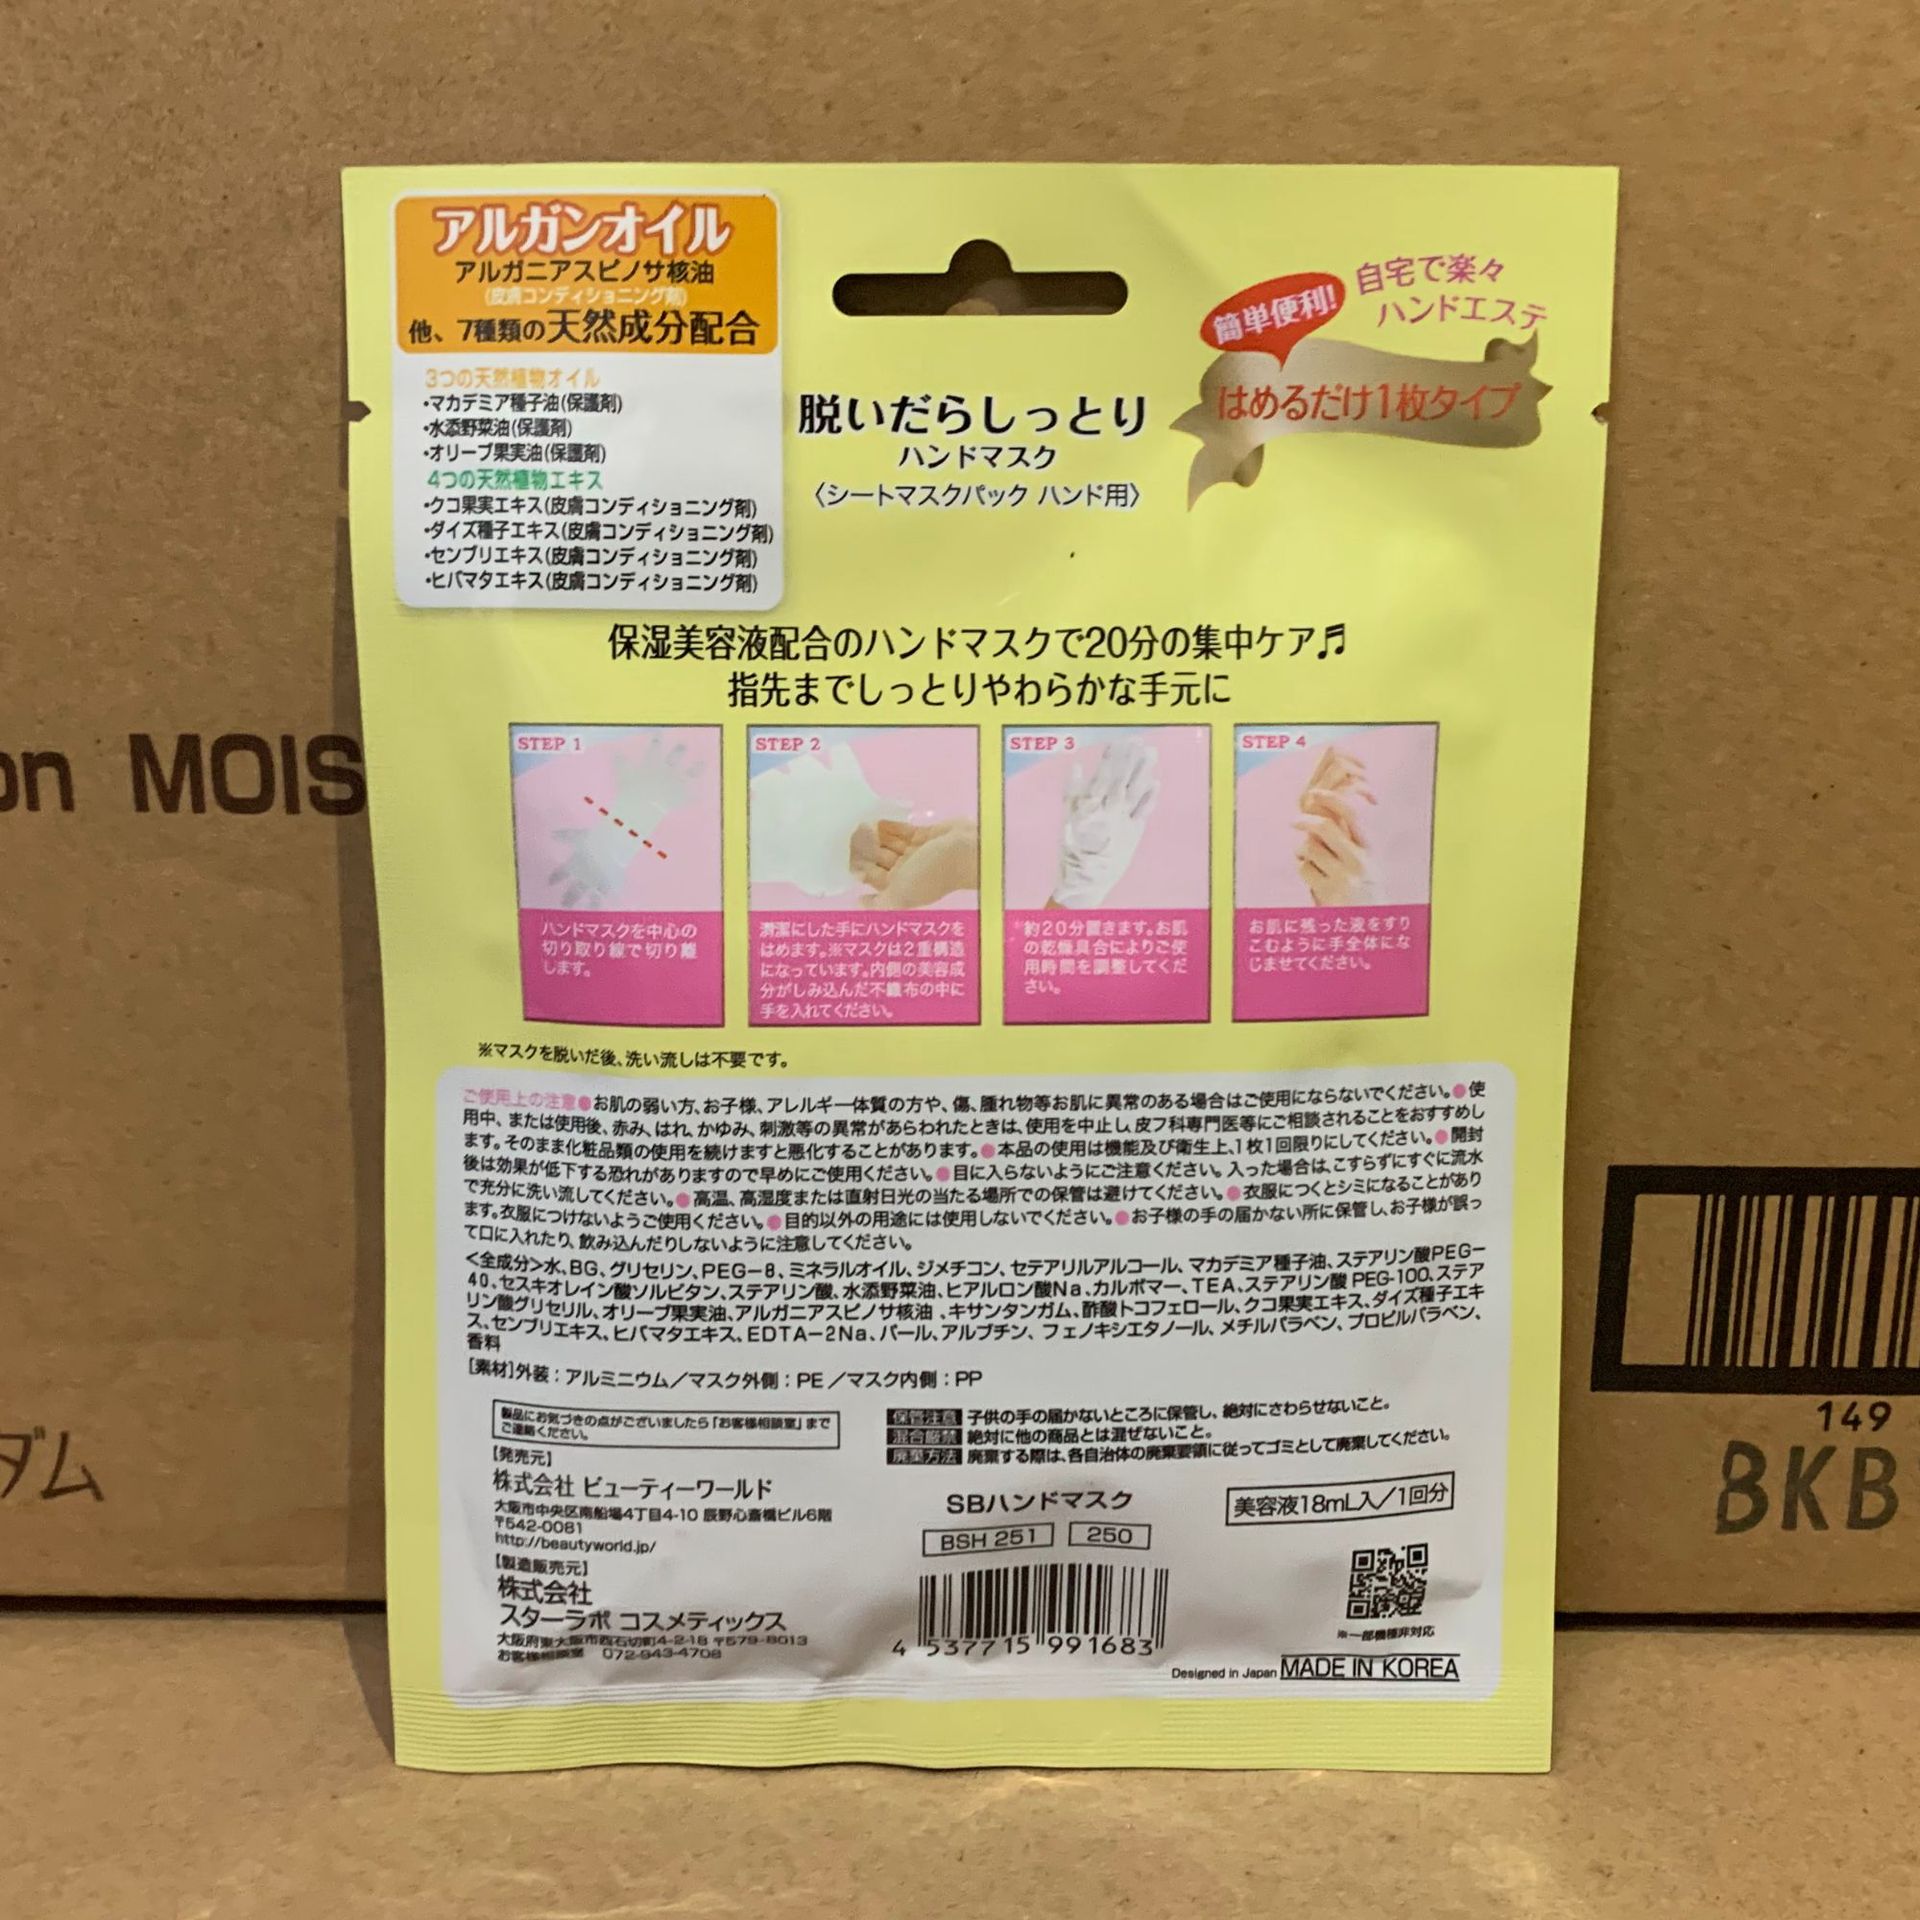 アルガンオイル
アルガニアスピノサ核油
(皮膚コンディショニング剤)
他、7種類の天然成分配合
3つの天然植物オイル
・マカデミア種子油(保護剤)
・水添野菜油(保護剤)
・オリーブ果実油(保護剤)
4つの天然植物エキス
・クコ果実エキス(皮膚コンディショニング剤)
・ダイズ種子エキス(皮膚コンディショニング剤)
・センブリエキス(皮膚コンディショニング剤)
・ヒバマタエキス(皮膚コンディショニング剤)
簡単便利!
自宅で楽々
ハンドエステ
はめるだけ1枚タイプ
脱いだらしっとり
ハンドマスク
〈シートマスクパック ハンド用〉
保湿美容液配合のハンドマスクで20分の集中ケア♬
指先までしっとりやわらかな手元に
STEP 1
ハンドマスクを中心の
切り取り線で切り離
します。
STEP 2
清潔にした手にハンドマスクを
はめます。※マスクは2重構造
になっています。内側の美容成
分がしみ込んだ不織布の中に
手を入れてください。
STEP 3
約20分置きます。お肌
の乾燥具合によりご使
用時間を調整してくだ
さい。
STEP 4
お肌に残った液をすり
こむように手全体にな
じませてください。
※マスクを脱いだ後、洗い流しは不要です。
ご使用上の注意●お肌の弱い方、お子様、アレルギー体質の方や、傷、腫れ物等お肌に異常のある場合はご使用にならないでください。●使
用中、または使用後、赤み、はれ、かゆみ、刺激等の異常があらわれたときは、使用を中止し、皮フ科専門医等にご相談されることをおすすめし
ます。そのまま化粧品類の使用を続けますと悪化することがあります。●本品の使用は機能及び衛生上、1枚1回限りにしてください。●開封
後は効果が低下する恐れがありますので早めにご使用ください。●目に入らないようにご注意ください。入った場合は、こすらずにすぐに流水
で充分に洗い流してください。●高温、高湿度または直射日光の当たる場所での保管は避けてください。●衣服につくとシミになることがあり
ます。衣服につけないようご使用ください。●目的以外の用途には使用しないでください。●お子様の手の届かない所に保管し、お子様が誤っ
て口に入れたり、飲み込んだりしないように注意してください。
<全成分>水、BG、グリセリン、PEG-8、ミネラルオイル、ジメチコン、セテアリルアルコール、マカデミア種子油、ステアリン酸PEG-
40、セスキオレイン酸ソルビタン、ステアリン酸、水添野菜油、ヒアルロン酸Na、カルボマー、TEA、ステアリン酸 PEG-100、ステア
リン酸グリセリル、オリーブ果実油、アルガニアスピノサ核油、キサンタンガム、酢酸トコフェロール、クコ果実エキス、ダイズ種子エキ
ス、センブリエキス、ヒバマタエキス、EDTA-2Na、パール、アルブチン、フェノキシエタノール、メチルパラベン、プロピルパラベン、
香料
[素材]外装:アルミニウム/マスク外側:PE/マスク内側:PP
製品にお気づきの点がございましたら「お客様相談室」まで
ご連絡ください。
【発売元】
株式会社 ビューティーワールド
大阪市中央区南船場4丁目4-10 辰野心斎橋ビル6階
〒542-0081
http://beautyworld.jp/
【製造販売元】
株式会社
スターラボ コスメティックス
大阪府東大阪市西石切町4-2-18 〒579-8013
お客様相談室 072-943-4708
保管注意 子供の手の届かないところに保管し、絶対にさわらせないこと。
混合厳禁 絶対に他の商品とは混ぜないこと。
廃棄方法 廃棄する際は、各自治体の廃棄要領に従ってゴミとして廃棄してください。
SBハンドマスク
BSH 251
250
美容液18mL入/1回分
4 537715 991683
※一部機種非対応
Designed in Japan MADE IN KOREA
on MOIS
ダム
149
BKB